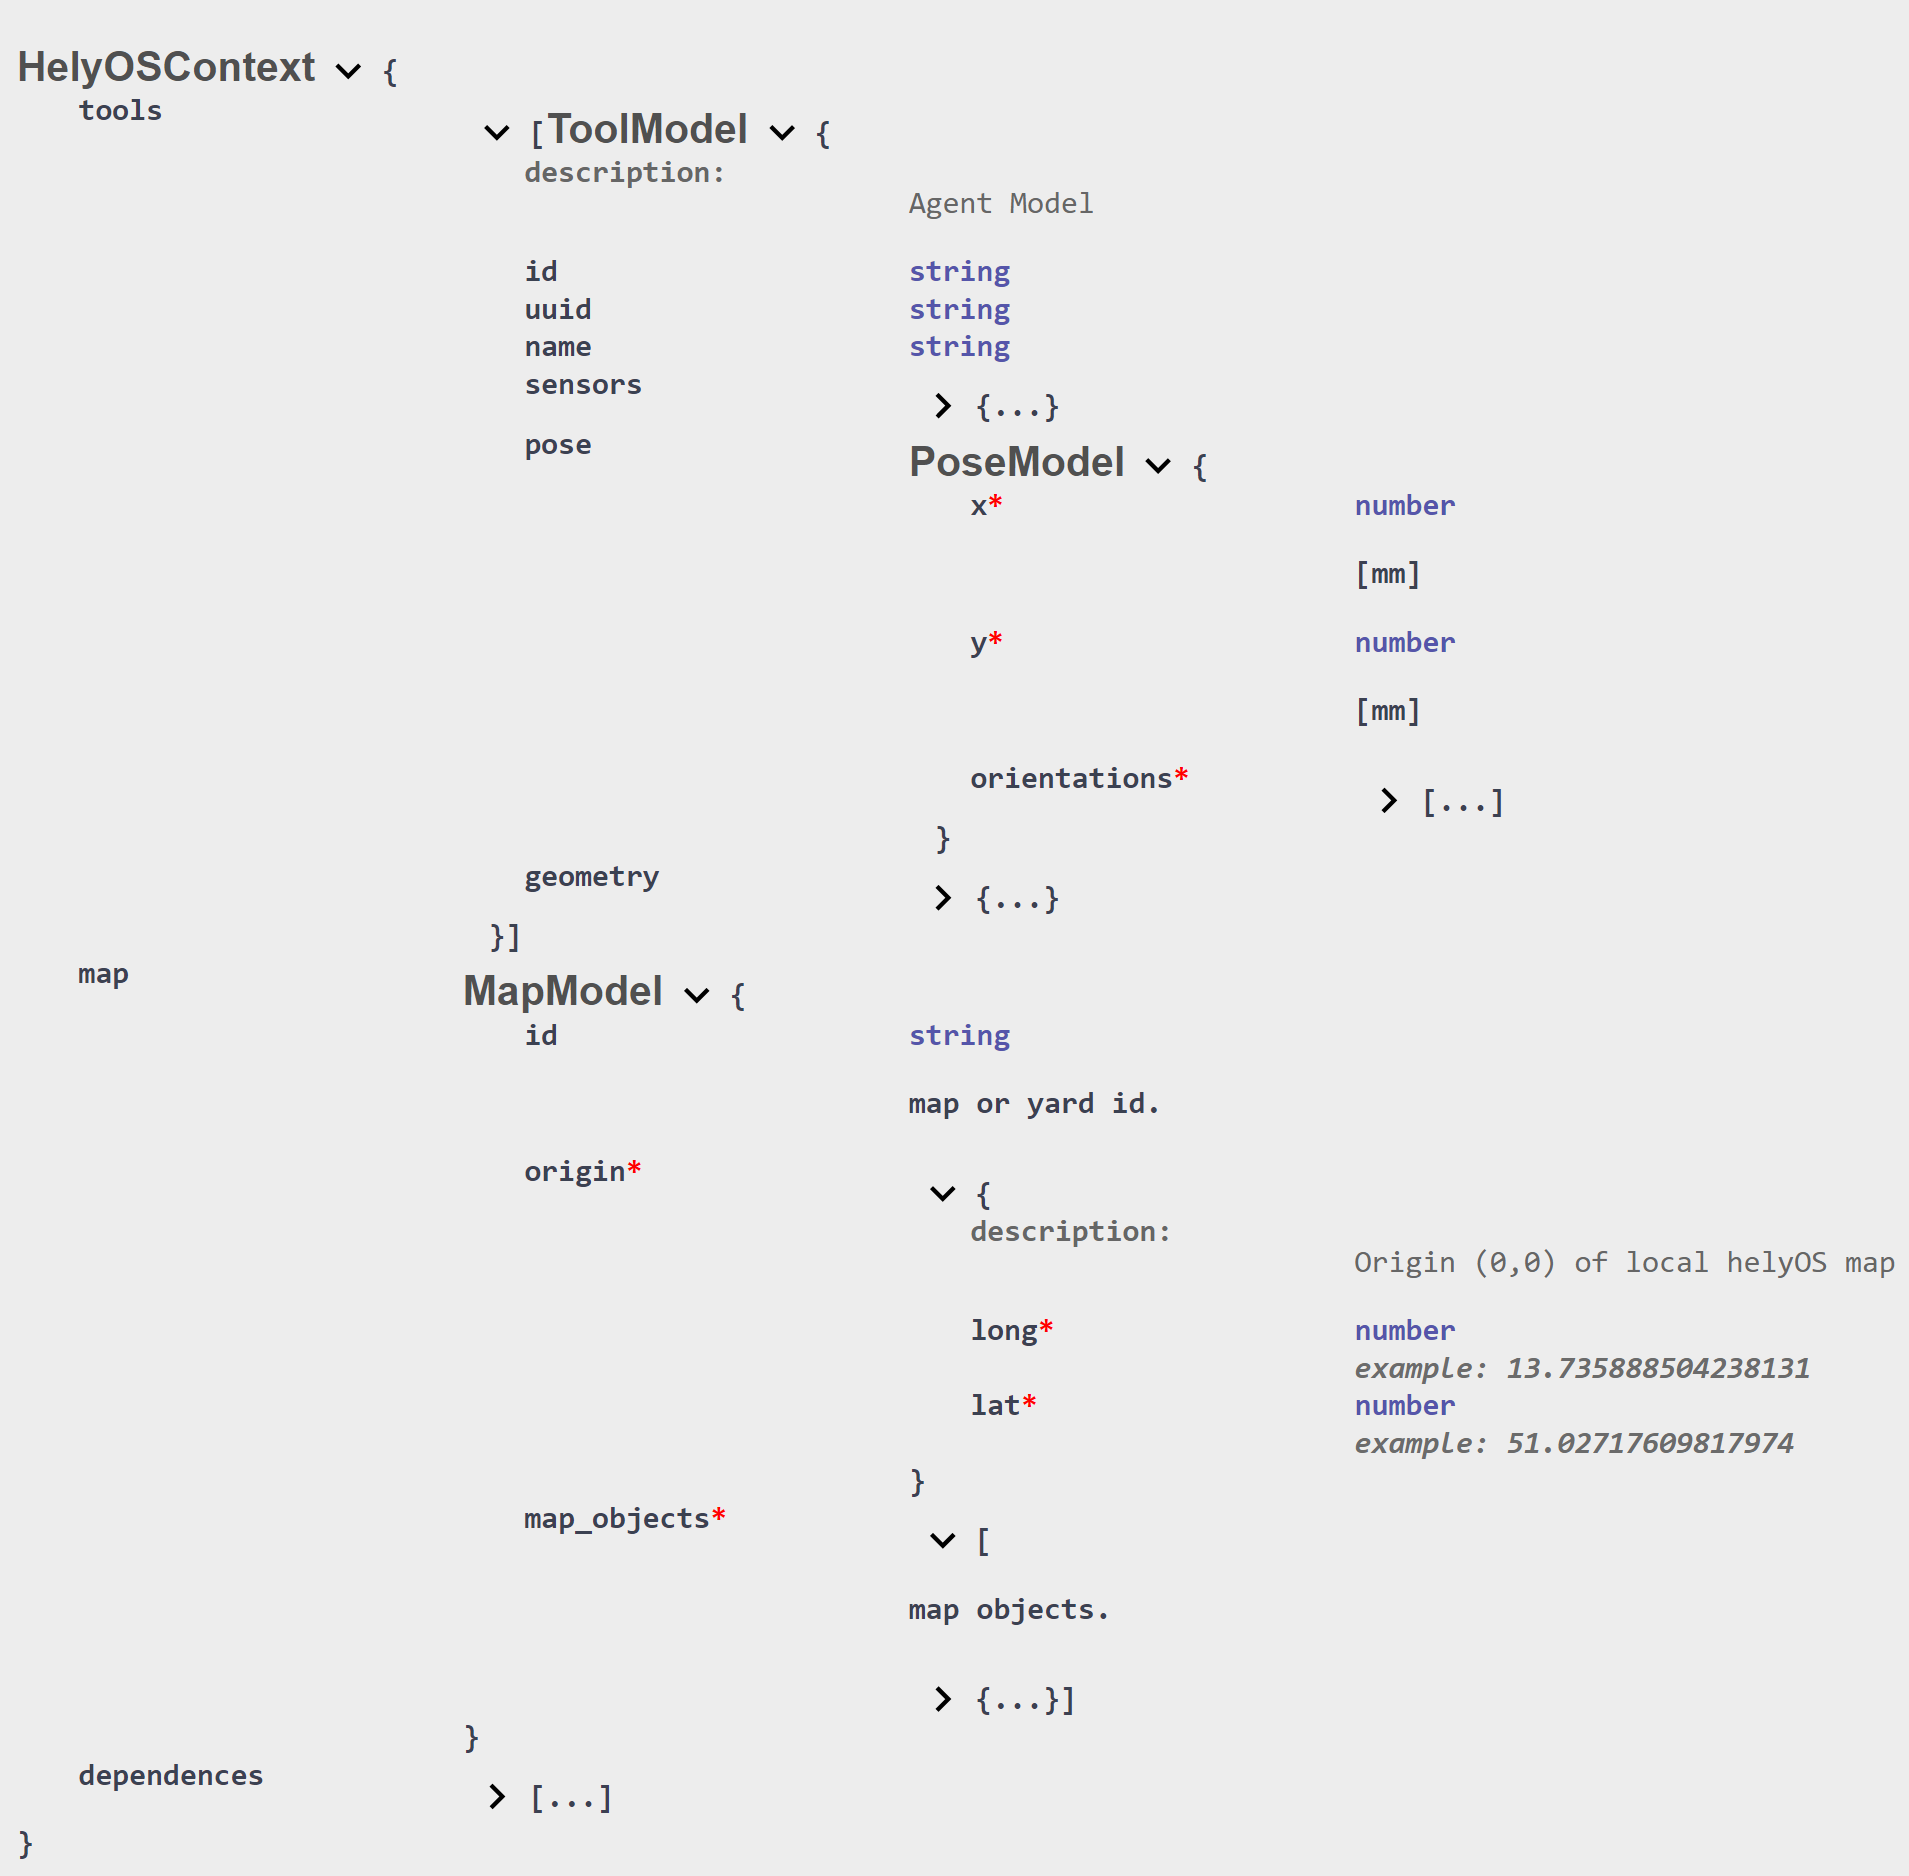 HelyOSContext {
tools
[ToolModel {
description:
Agent Model
id string
uuid string
name string
sensors
{...}
pose
PoseModel {
x* number
[mm]
y* number
[mm]
orientations*
[...]
}
geometry
{...}
}]
map
MapModel {
id string
map or yard id.
origin*
{
description:
Origin (0,0) of local helyOS map
long* number
example: 13.735888504238131
lat* number
example: 51.02717609817974
}
map_objects*
[
map objects.
{...}]
}
dependences
[...]
}